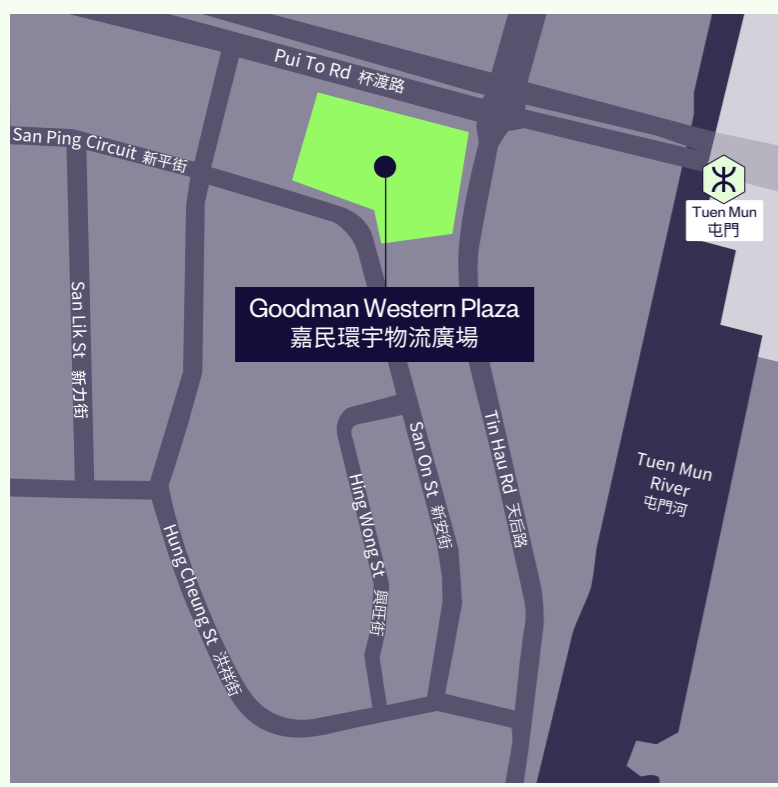 Pui To Rd 杯渡路
San Ping Circuit 新平街
Tuen Mun
屯門
Goodman Western Plaza
嘉民環宇物流廣場
San Lik St 新力街
Tin Hau Rd 天后路
San On St 新安街
Hing Wong St 興旺街
Tuen Mun
River
屯門河
Hung Cheung St 洪祥街